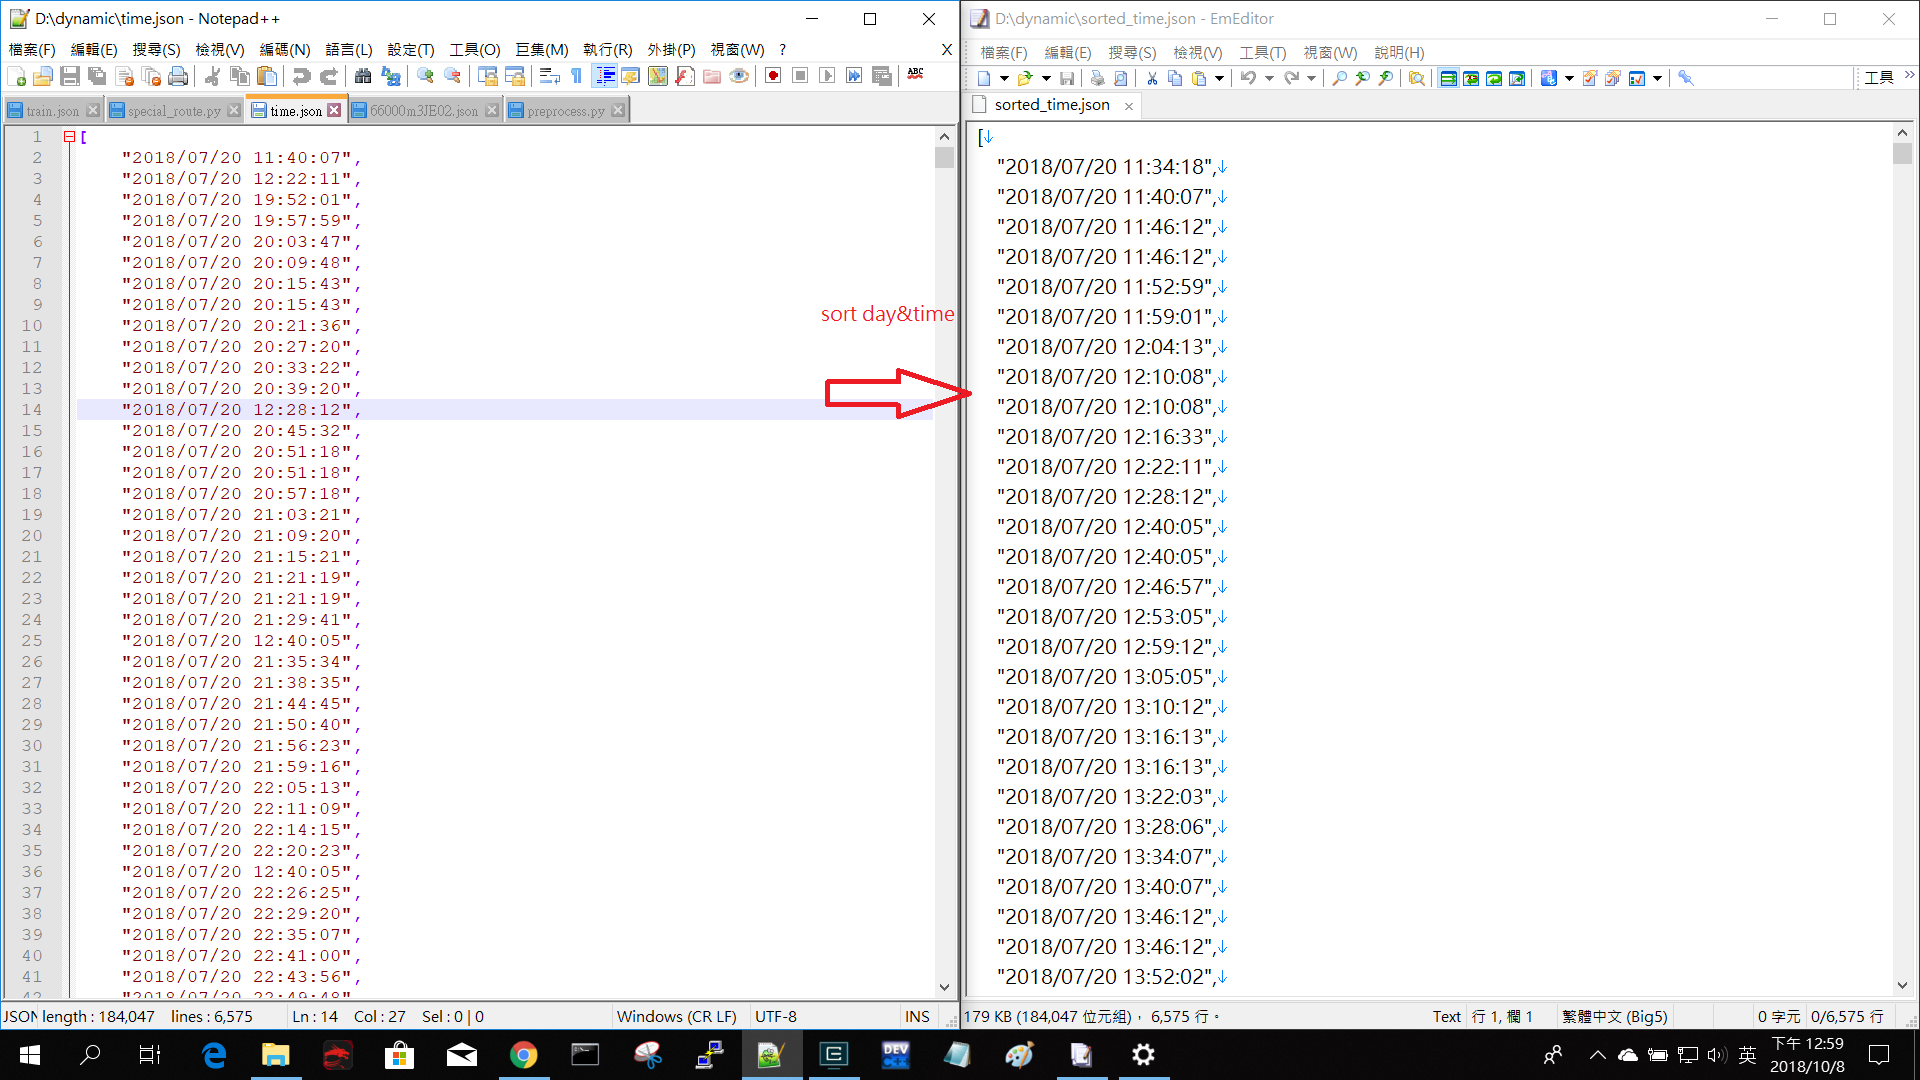 D:\dynamic\time.json - Notepad++
檔案(F) 編輯(E) 搜尋(S) 檢視(V) 編碼(N) 語言(L) 設定(T) 工具(O) 巨集(M) 執行(R) 外掛(P) 視窗(W) ? X
train.json special_route.py time.json 66000m3JE02.json preprocess.py
1 [
2 "2018/07/20 11:40:07",
3 "2018/07/20 12:22:11",
4 "2018/07/20 19:52:01",
5 "2018/07/20 19:57:59",
6 "2018/07/20 20:03:47",
7 "2018/07/20 20:09:48",
8 "2018/07/20 20:15:43",
9 "2018/07/20 20:15:43",
10 "2018/07/20 20:21:36",
11 "2018/07/20 20:27:20",
12 "2018/07/20 20:33:22",
13 "2018/07/20 20:39:20",
14 "2018/07/20 12:28:12",
15 "2018/07/20 20:45:32",
16 "2018/07/20 20:51:18",
17 "2018/07/20 20:51:18",
18 "2018/07/20 20:57:18",
19 "2018/07/20 21:03:21",
20 "2018/07/20 21:09:20",
21 "2018/07/20 21:15:21",
22 "2018/07/20 21:21:19",
23 "2018/07/20 21:21:19",
24 "2018/07/20 21:29:41",
25 "2018/07/20 12:40:05",
26 "2018/07/20 21:35:34",
27 "2018/07/20 21:38:35",
28 "2018/07/20 21:44:45",
29 "2018/07/20 21:50:40",
30 "2018/07/20 21:56:23",
31 "2018/07/20 21:59:16",
32 "2018/07/20 22:05:13",
33 "2018/07/20 22:11:09",
34 "2018/07/20 22:14:15",
35 "2018/07/20 22:20:23",
36 "2018/07/20 12:40:05",
37 "2018/07/20 22:26:25",
38 "2018/07/20 22:29:20",
39 "2018/07/20 22:35:07",
40 "2018/07/20 22:41:00",
41 "2018/07/20 22:43:56",
42 "2018/07/20 22:49:48"
JSON length : 184,047 lines : 6,575 Ln : 14 Col : 27 Sel : 0 | 0 Windows (CR LF) UTF-8 INS
sort day&time
D:\dynamic\sorted_time.json - EmEditor
檔案(F) 編輯(E) 搜尋(S) 檢視(V) 工具(T) 視窗(W) 說明(H)
工具
sorted_time.json
[↓
"2018/07/20 11:34:18",↓
"2018/07/20 11:40:07",↓
"2018/07/20 11:46:12",↓
"2018/07/20 11:46:12",↓
"2018/07/20 11:52:59",↓
"2018/07/20 11:59:01",↓
"2018/07/20 12:04:13",↓
"2018/07/20 12:10:08",↓
"2018/07/20 12:10:08",↓
"2018/07/20 12:16:33",↓
"2018/07/20 12:22:11",↓
"2018/07/20 12:28:12",↓
"2018/07/20 12:40:05",↓
"2018/07/20 12:40:05",↓
"2018/07/20 12:46:57",↓
"2018/07/20 12:53:05",↓
"2018/07/20 12:59:12",↓
"2018/07/20 13:05:05",↓
"2018/07/20 13:10:12",↓
"2018/07/20 13:16:13",↓
"2018/07/20 13:16:13",↓
"2018/07/20 13:22:03",↓
"2018/07/20 13:28:06",↓
"2018/07/20 13:34:07",↓
"2018/07/20 13:40:07",↓
"2018/07/20 13:46:12",↓
"2018/07/20 13:46:12",↓
"2018/07/20 13:52:02",↓
179 KB (184,047 位元組)，6,575 行。 Text 行 1, 欄 1 繁體中文 (Big5) 0 字元 0/6,575 行
DEV
英
下午 12:59
2018/10/8